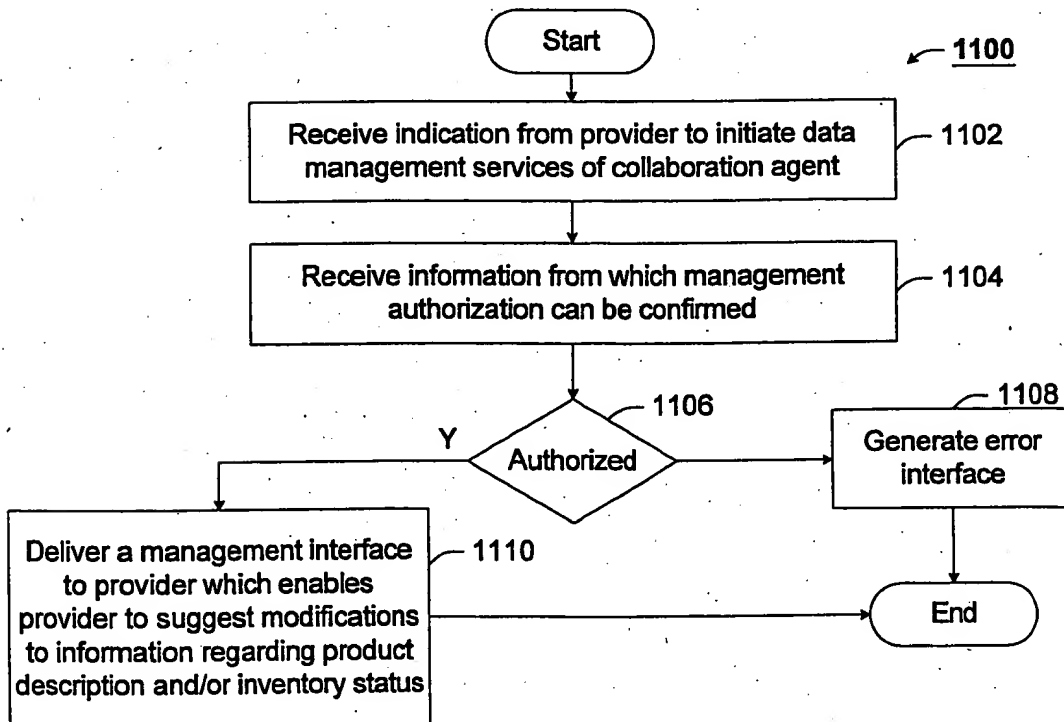 Start
1100
Receive indication from provider to initiate data
management services of collaboration agent
1102
Receive information from which management
authorization can be confirmed
1104
1106
1108
Y
Authorized
Generate error
interface
Deliver a management interface
to provider which enables
provider to suggest modifications
to information regarding product
description and/or inventory status
1110
End